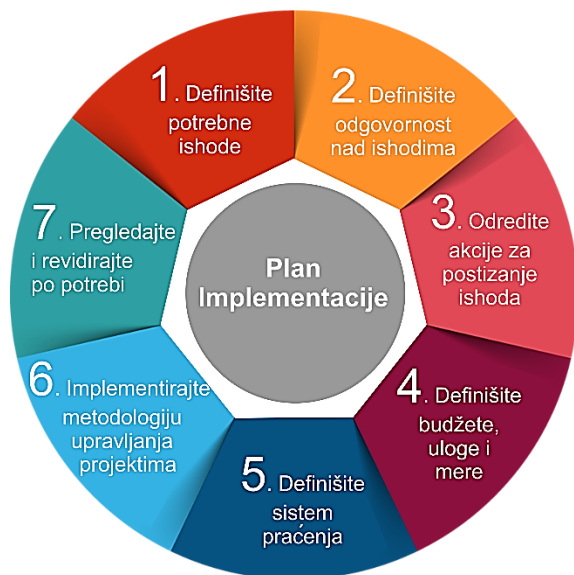 Plan
Implementacije
1. Definišite
potrebne
ishode
2. Definišite
odgovornost
nad ishodima
3. Odredite
akcije za
postizanje
ishoda
4. Definišite
budžete,
uloge i
mere
5. Definišite
sistem
praćenja
6. Implementirajte
metodologiju
upravljanja
projektima
7. Pregledajte
i revidirajte
po potrebi